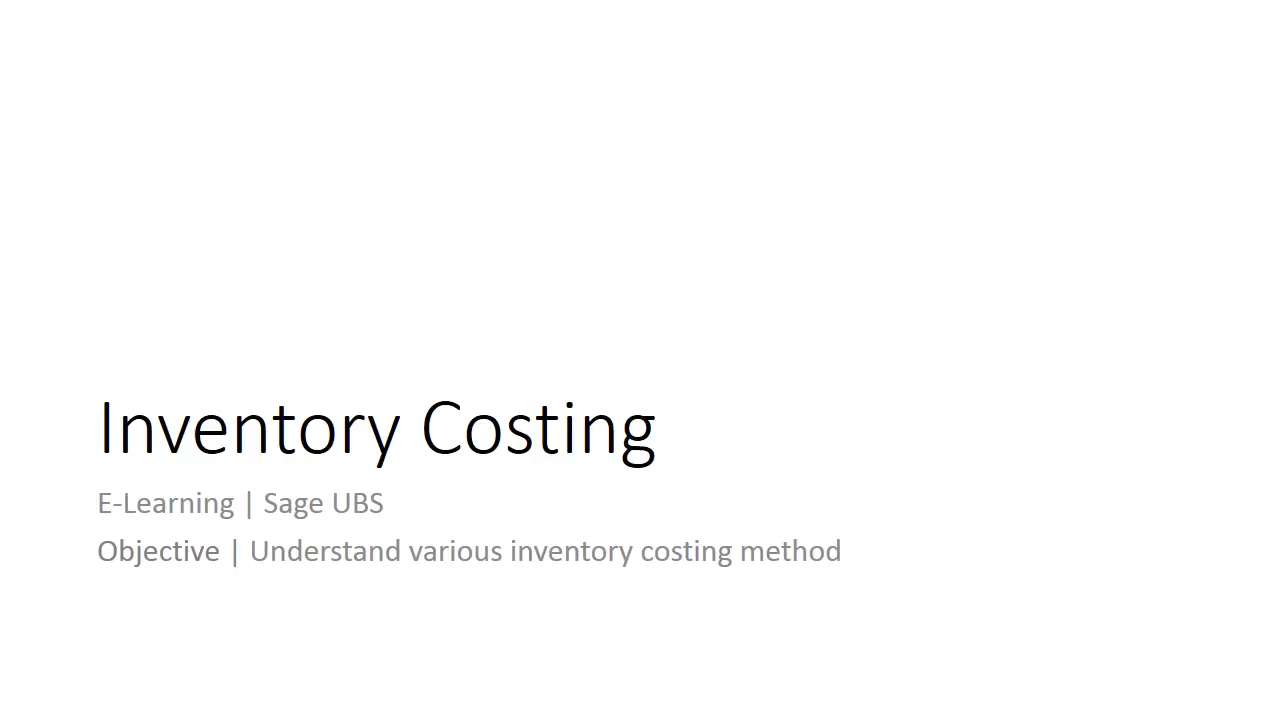 Inventory Costing
E-Learning | Sage UBS
Objective | Understand various inventory costing method